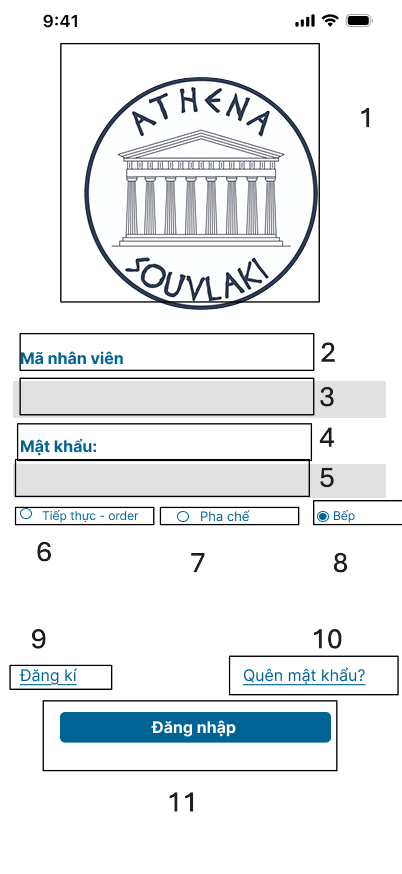 9:41
ATHENA
SOUVLAKI
1
Mã nhân viên
2
3
Mật khẩu:
4
5
Tiếp thực - order
Pha chế
Bếp
6
7
8
9
10
Đăng kí
Quên mật khẩu?
Đăng nhập
11